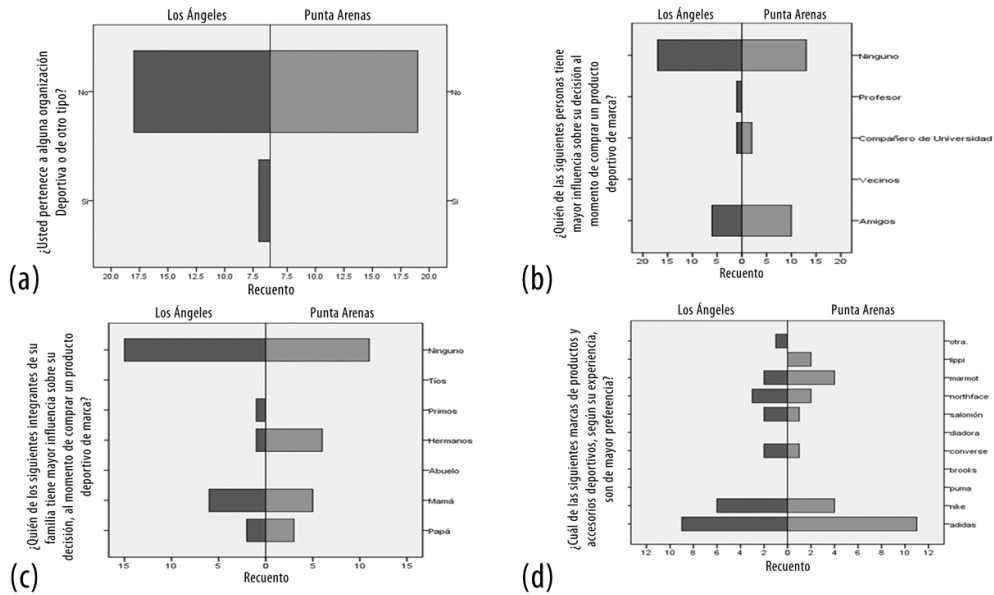 Los Ángeles Punta Arenas
¿Usted pertenece a alguna organización
Deportiva o de otro tipo?
No No
Sí Sí
20.0 17.5 15.0 12.5 10.0 7.5 7.5 10.0 12.5 15.0 17.5 20.0
Recuento
(a)
Los Ángeles Punta Arenas
¿Quién de las siguientes personas tiene
mayor influencia sobre su decisión al
momento de comprar un producto
deportivo de marca?
Ninguno
Profesor
Compañero de Universidad
Vecinos
Amigos
20 15 10 5 0 5 10 15 20
Recuento
(b)
Los Ángeles Punta Arenas
¿Quién de los siguientes integrantes de su
familia tiene mayor influencia sobre su
decisión, al momento de comprar un producto
deportivo de marca?
Ninguno
Tíos
Primos
Hermanos
Abuelo
Mamá
Papá
15 10 5 0 5 10 15
Recuento
(c)
Los Ángeles Punta Arenas
¿Cuál de las siguientes marcas de productos y
accesorios deportivos, según su experiencia,
son de mayor preferencia?
otra.
lippi
marmot
northface
salomón
diadora
converse
brooks
puma
nike
adidas
12 10 8 6 4 2 0 2 4 6 8 10 12
Recuento
(d)